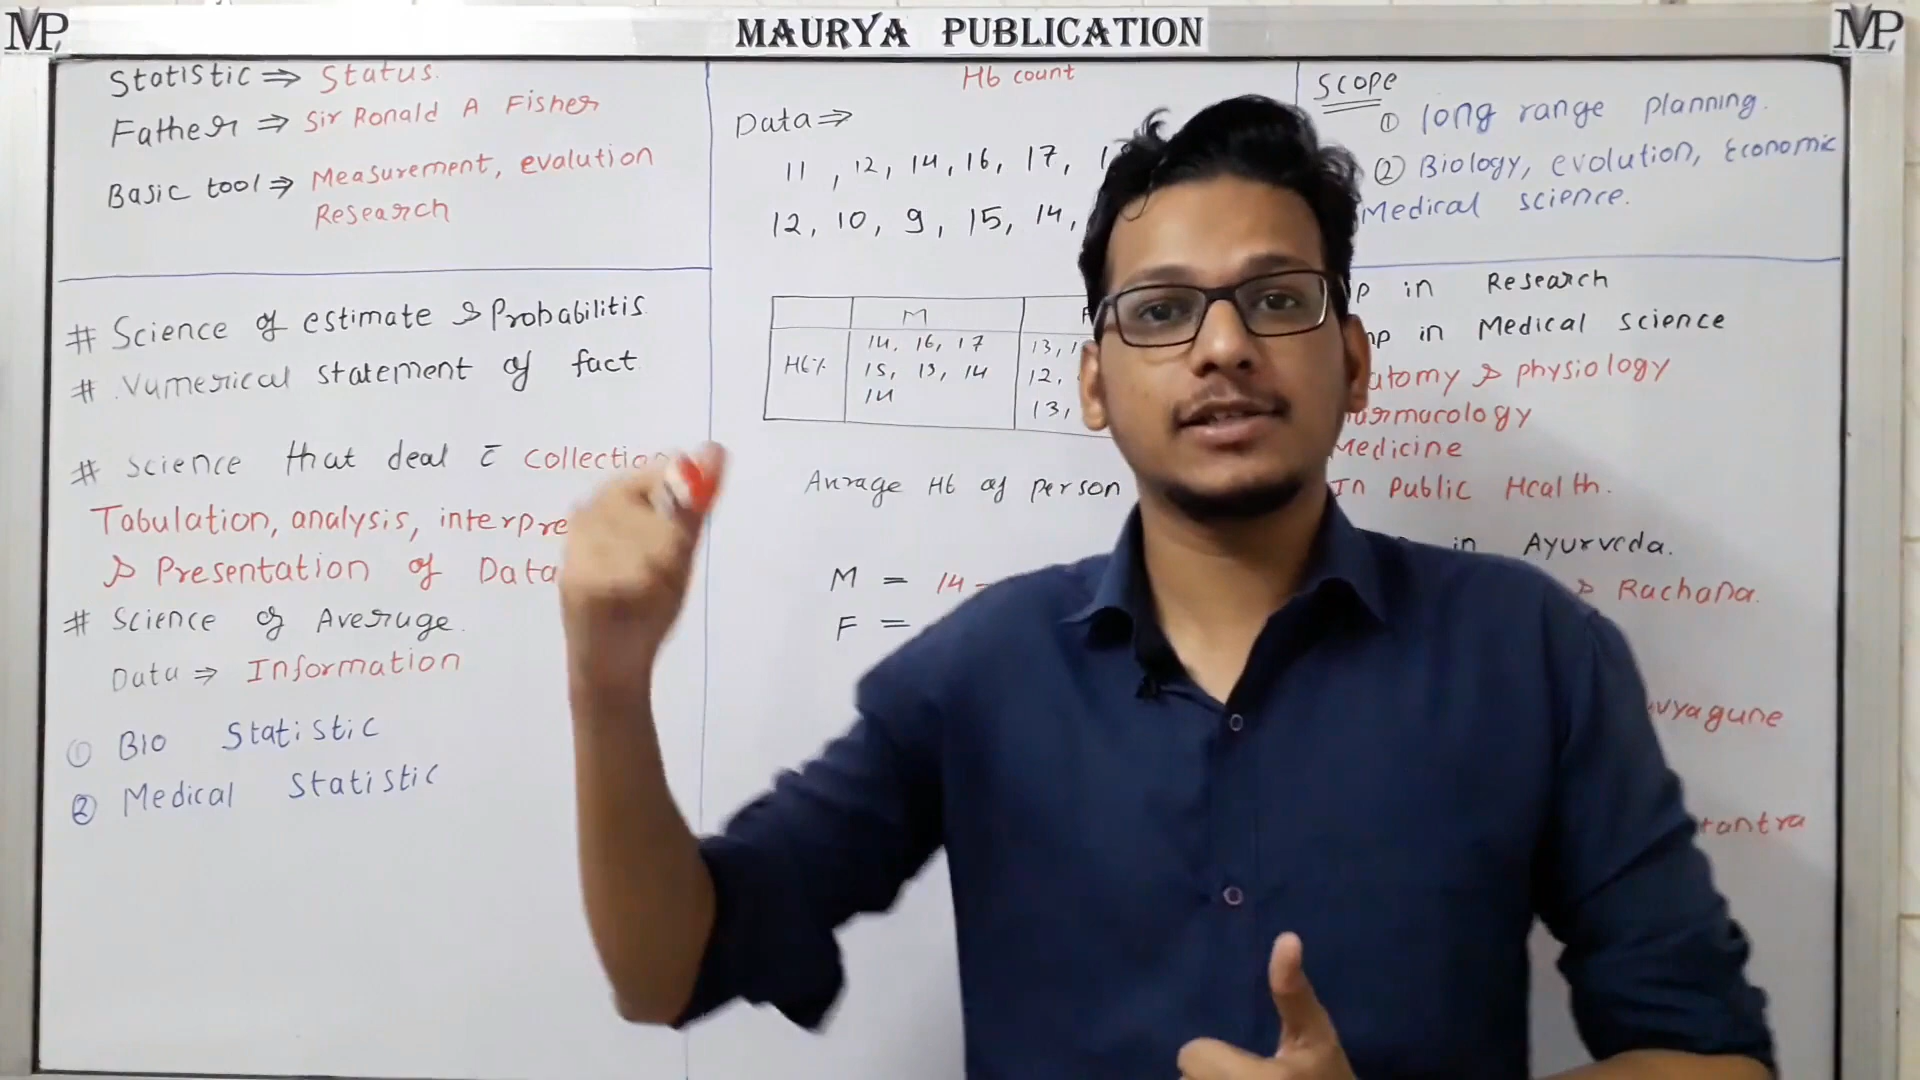 MP
MAURYA PUBLICATION
MP
Statistic ⇒ Status.
Father ⇒ Sir Ronald A Fisher
Basic tool ⇒ Measurement, evalution
Research
# Science of estimate & Probabilitis
# Numerical statement of fact
# Science that deal c̄ collection
Tabulation, analysis, interpre
& Presentation of Data
# Science of Average.
Data ⇒ Information
① Bio Statistic
② Medical Statistic
Hb count
Data ⇒
11, 12, 14, 16, 17,
12, 10, 9, 15, 14,
M
Hb%
14, 16, 17
15, 13, 14
14
13,
12,
13,
Avrage Hb of person
M = 14 -
F =
Scope
① long range planning.
② Biology, evolution, Economic
Medical science.
in Research
in Medical science
& physiology
Medicine
In Public Health.
in Ayurveda.
& Rachana.